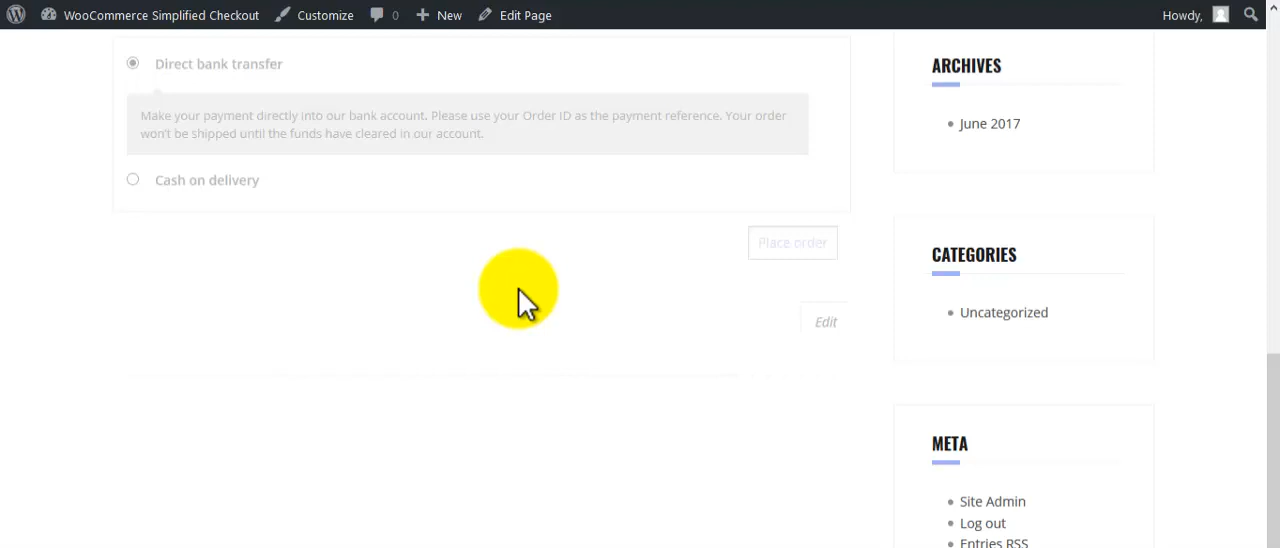 WooCommerce Simplified Checkout Customize 0 New Edit Page Howdy,
Direct bank transfer
Make your payment directly into our bank account. Please use your Order ID as the payment reference. Your order
won't be shipped until the funds have cleared in our account.
Cash on delivery
Place order
Edit
ARCHIVES
June 2017
CATEGORIES
Uncategorized
META
Site Admin
Log out
Entries RSS